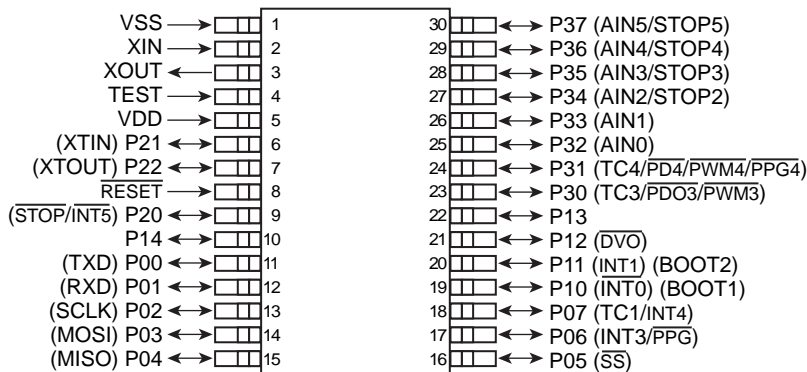 VSS 1 30 P37 (AIN5/STOP5)
XIN 2 29 P36 (AIN4/STOP4)
XOUT 3 28 P35 (AIN3/STOP3)
TEST 4 27 P34 (AIN2/STOP2)
VDD 5 26 P33 (AIN1)
(XTIN) P21 6 25 P32 (AIN0)
(XTOUT) P22 7 24 P31 (TC4/PD4/PWM4/PPG4)
RESET 8 23 P30 (TC3/PDO3/PWM3)
(STOP/INT5) P20 9 22 P13
P14 10 21 P12 (DVO)
(TXD) P00 11 20 P11 (INT1) (BOOT2)
(RXD) P01 12 19 P10 (INT0) (BOOT1)
(SCLK) P02 13 18 P07 (TC1/INT4)
(MOSI) P03 14 17 P06 (INT3/PPG)
(MISO) P04 15 16 P05 (SS)